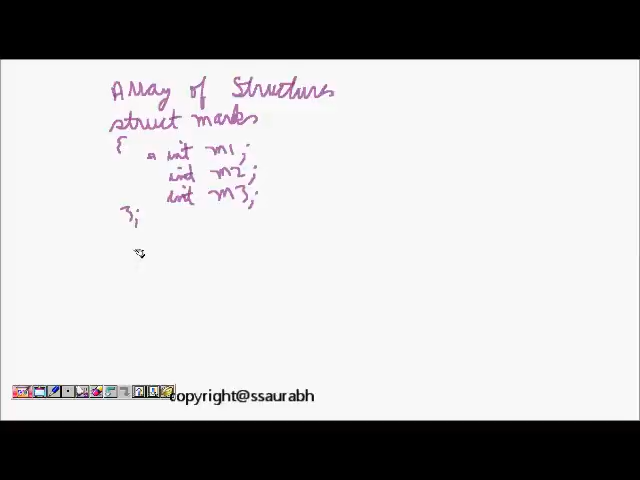 Array of Structures
struct marks
{ int m1;
int m2;
int m3;
};
copyright@ssaurabh